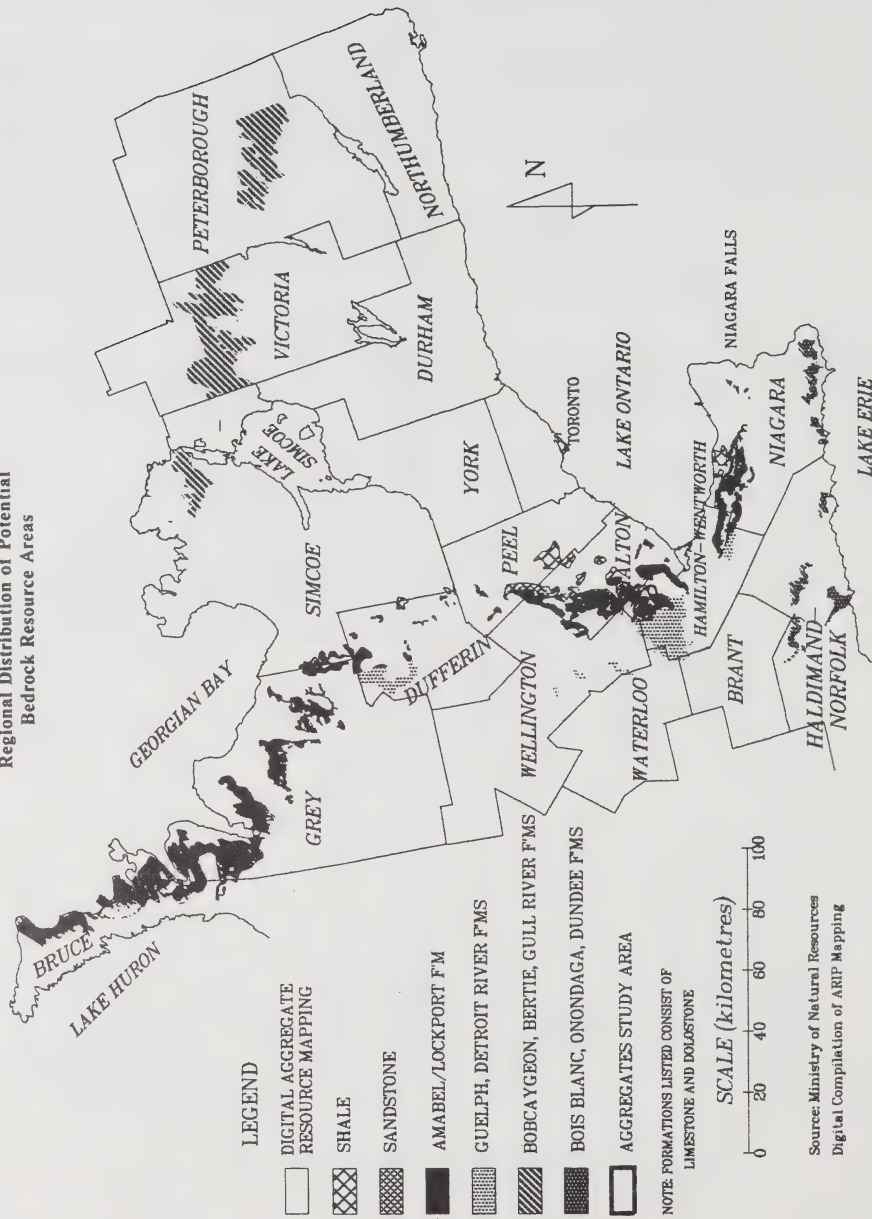 Regional Distribution of Potential
Bedrock Resource Areas
GEORGIAN BAY
BRUCE
LAKE HURON
GREY
SIMCOE
LAKE
SIMCOE
VICTORIA
PETERBOROUGH
DUFFERIN
YORK
DURHAM
NORTHUMBERLAND
WELLINGTON
PEEL
TORONTO
N
WATERLOO
HALTON
LAKE ONTARIO
HAMILTON-WENTWORTH
BRANT
NIAGARA FALLS
NIAGARA
HALDIMAND-
NORFOLK
LAKE ERIE
LEGEND
DIGITAL AGGREGATE
RESOURCE MAPPING
SHALE
SANDSTONE
AMABEL/LOCKPORT F'M
GUELPH, DETROIT RIVER F'MS
BOBCAYGEON, BERTIE, GULL RIVER F'MS
BOIS BLANC, ONONDAGA, DUNDEE F'MS
AGGREGATES STUDY AREA
NOTE: FORMATIONS LISTED CONSIST OF
LIMESTONE AND DOLOSTONE
SCALE (kilometres)
0 20 40 60 80 100
Source: Ministry of Natural Resources
Digital Compilation of ARIP Mapping